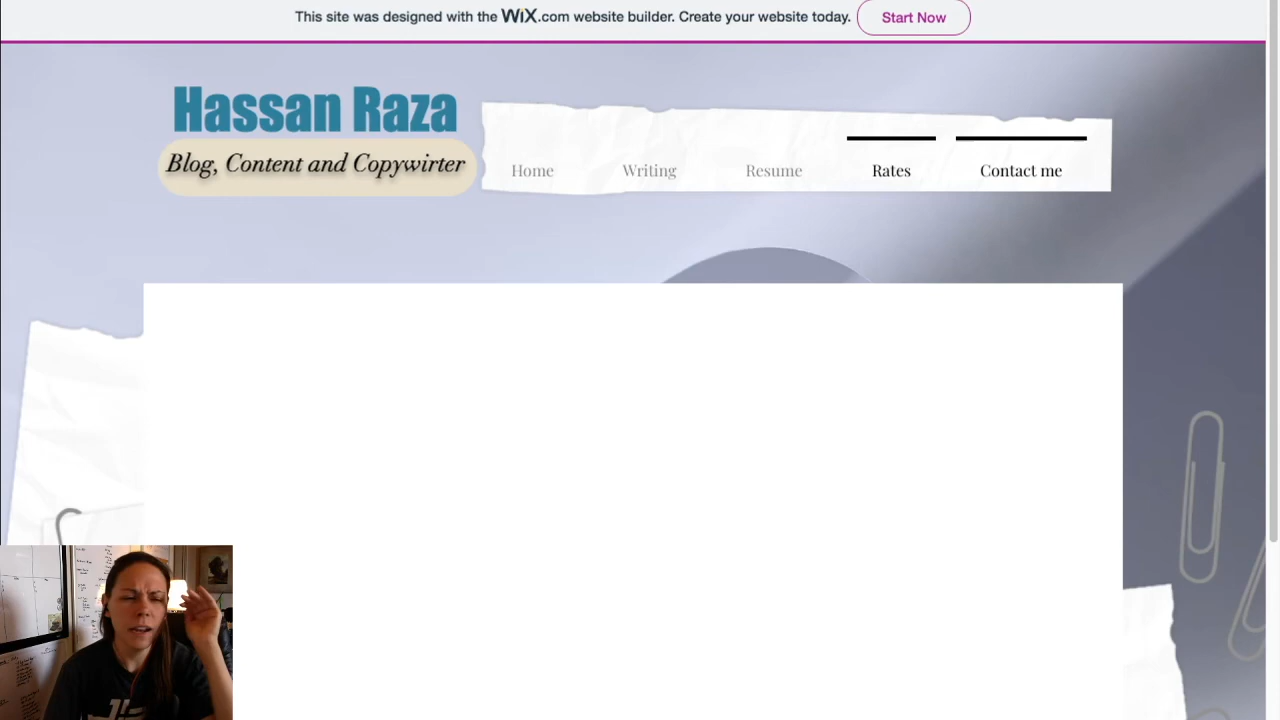 This site was designed with the WiX.com website builder. Create your website today.
Start Now
Hassan Raza
Blog, Content and Copywirter
Home
Writing
Resume
Rates
Contact me